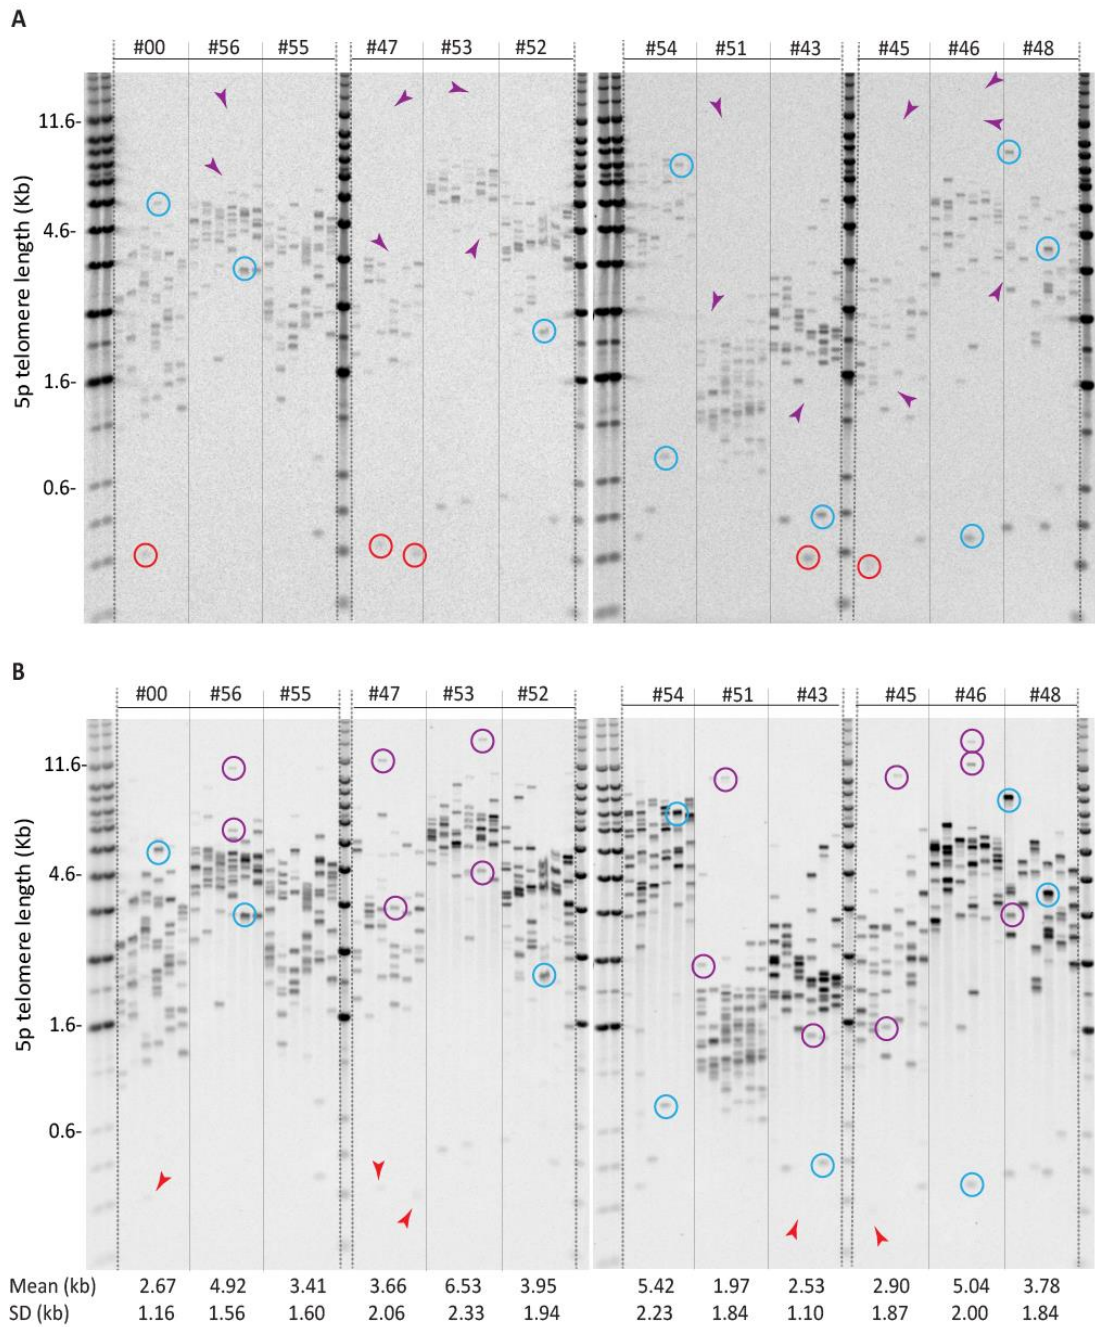 A
#00 #56 #55 #47 #53 #52 #54 #51 #43 #45 #46 #48
11.6-
4.6-
1.6-
0.6-
5p telomere length (Kb)
B
#00 #56 #55 #47 #53 #52 #54 #51 #43 #45 #46 #48
11.6-
4.6-
1.6-
0.6-
5p telomere length (Kb)
Mean (kb) 2.67 4.92 3.41 3.66 6.53 3.95 5.42 1.97 2.53 2.90 5.04 3.78
SD (kb) 1.16 1.56 1.60 2.06 2.33 1.94 2.23 1.84 1.10 1.87 2.00 1.84